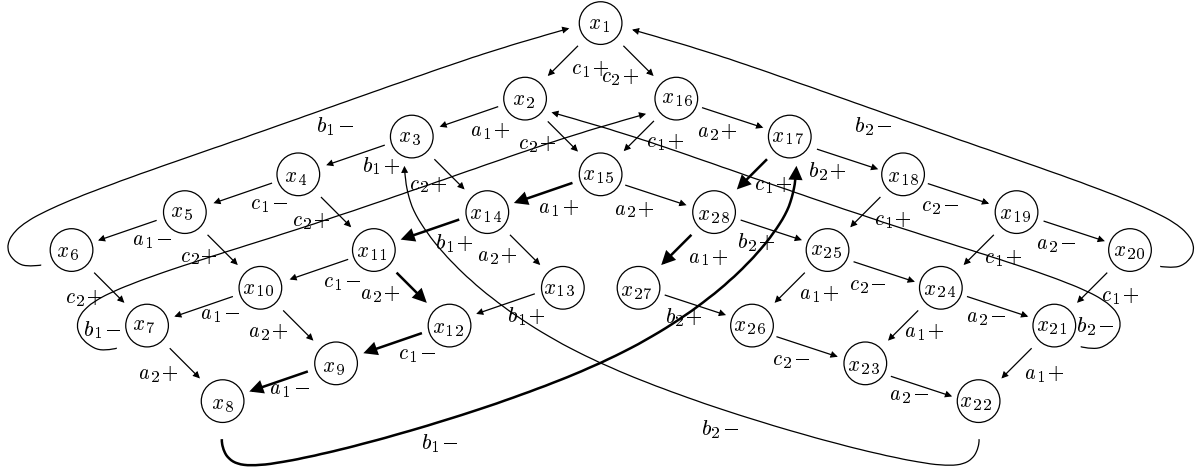 x₁
c₁+ c₂+
x₂ x₁₆
b₁− a₁+ c₂+ c₁+ a₂+ b₂−
x₃ x₁₇
b₁+ c₂+ c₁+ b₂+
x₄ x₁₅ x₁₈
c₁− c₂+ a₁+ a₂+ c₁+ c₂−
x₅ x₁₄ x₂₈ x₁₉
a₁− c₂+ b₁+ a₂+ a₁+ b₂+ c₁+ a₂−
x₆ x₁₁ x₂₅ x₂₀
c₂+ c₁− a₂+ a₁+ c₂− c₁+
x₁₀ x₁₃ x₂₇ x₂₄
b₁− a₁− a₂+ b₁+ b₂+ a₁+ a₂− b₂−
x₇ x₁₂ x₂₆ x₂₁
a₂+ c₁− c₂− a₁+
x₉ x₂₃
a₁− a₂−
x₈ x₂₂
b₁− b₂−